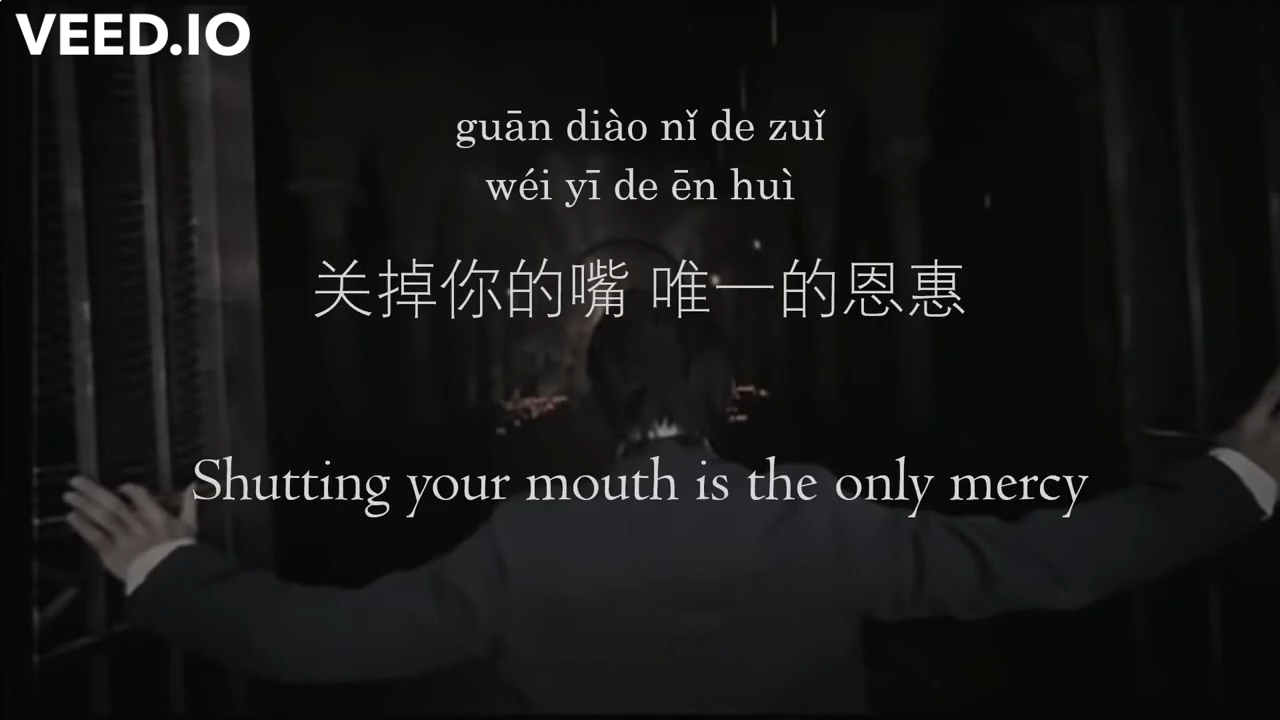 VEED.IO
guān diào nǐ de zuǐ
wéi yī de ēn huì
关掉你的嘴 唯一的恩惠
Shutting your mouth is the only mercy